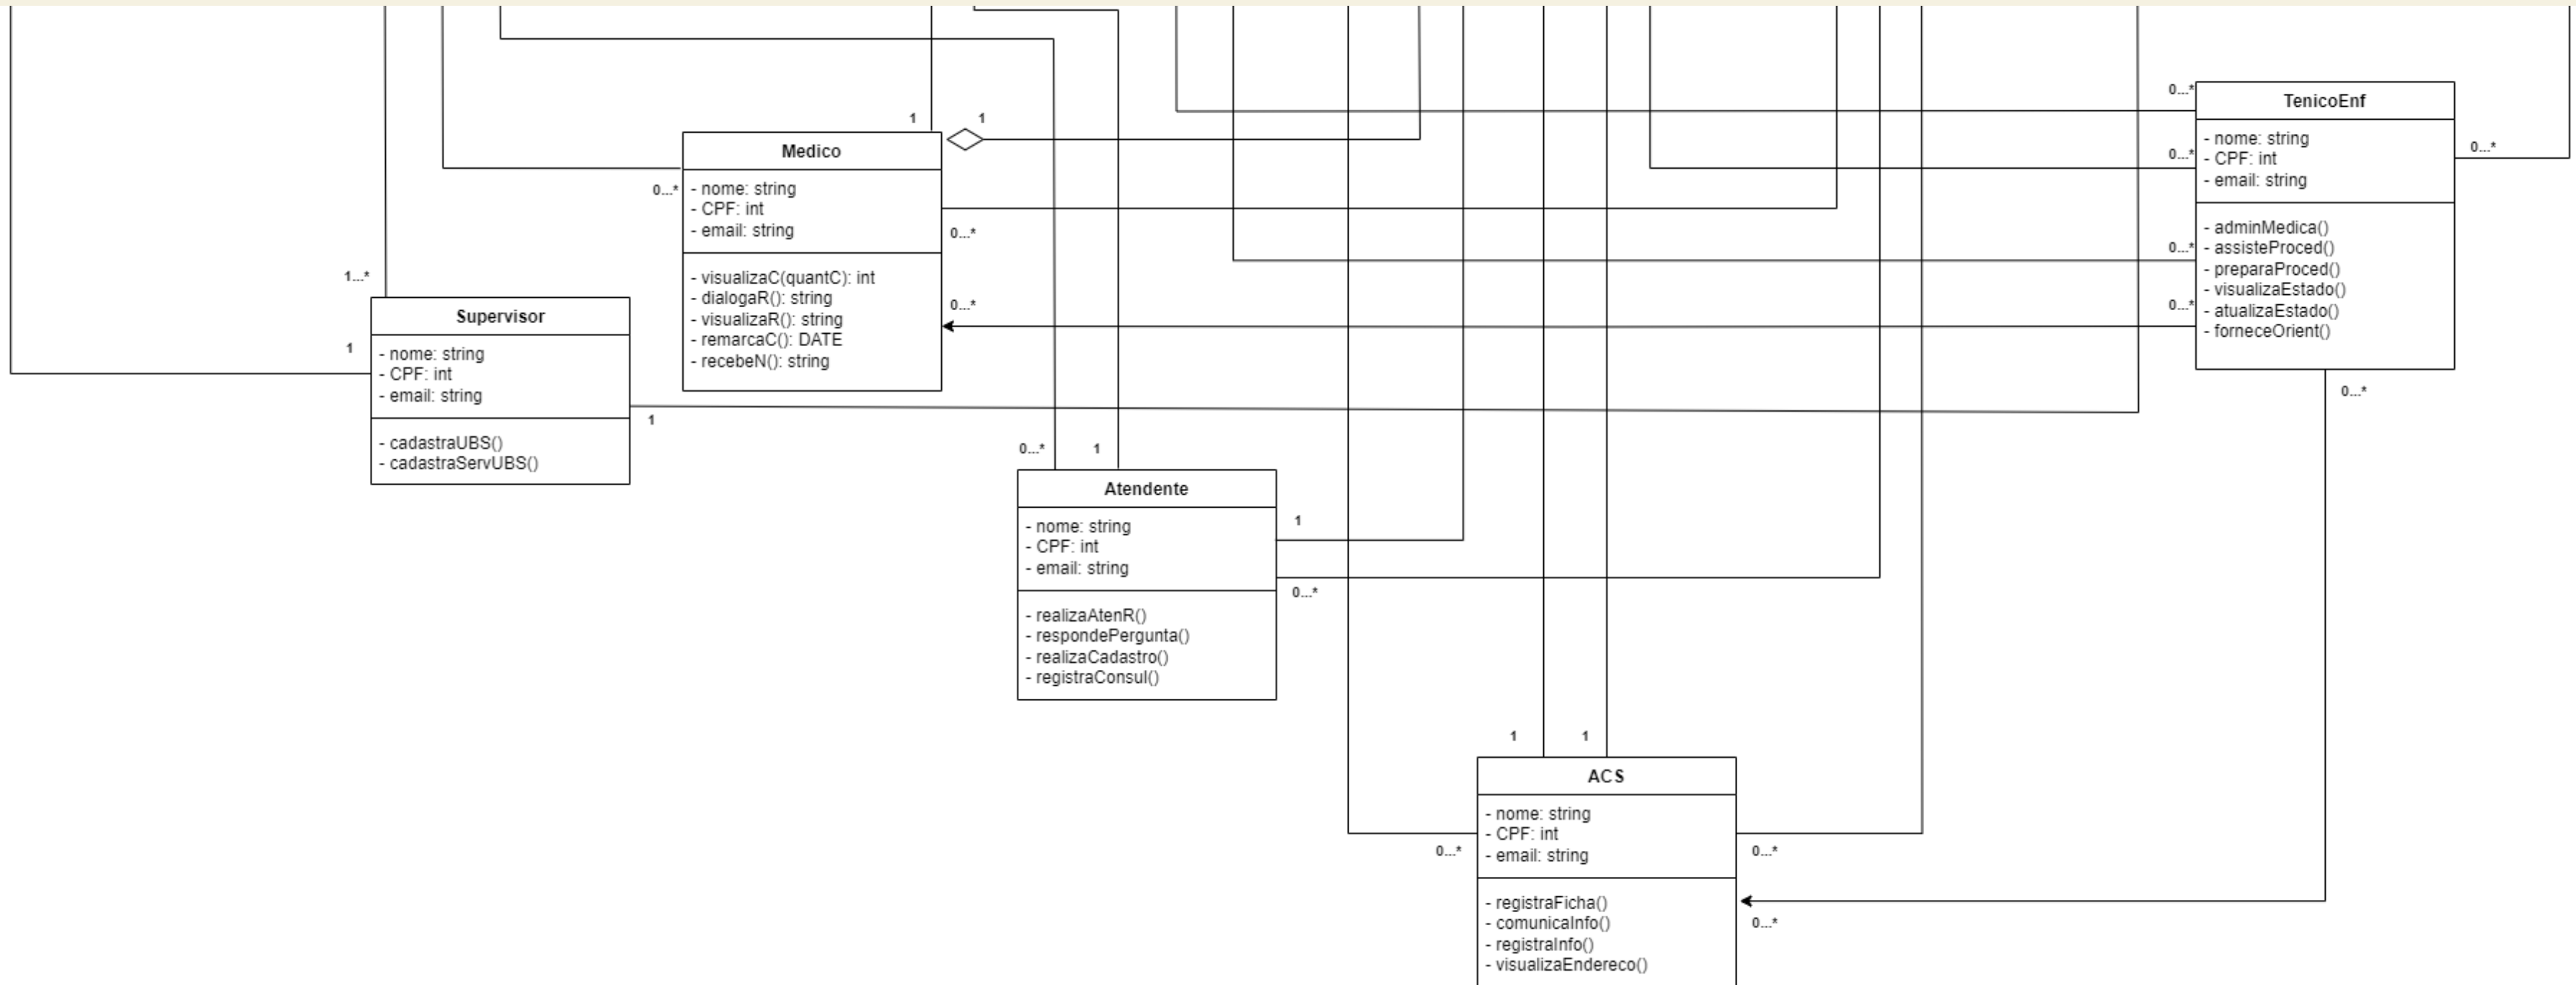 0...*
TenicoEnf
- nome: string
- CPF: int
- email: string
- adminMedica()
- assisteProced()
- preparaProced()
- visualizaEstado()
- atualizaEstado()
- forneceOrient()
0...*
0...*
0...*
0...*
0...*
1
1
Medico
0...*
- nome: string
- CPF: int
- email: string
0...*
- visualizaC(quantC): int
- dialogaR(): string
- visualizaR(): string
- remarcaC(): DATE
- recebeN(): string
0...*
1...*
Supervisor
1
- nome: string
- CPF: int
- email: string
1
- cadastraUBS()
- cadastraServUBS()
0...*
1
Atendente
- nome: string
- CPF: int
- email: string
1
0...*
- realizaAtenR()
- respondePergunta()
- realizaCadastro()
- registraConsul()
1
1
ACS
- nome: string
- CPF: int
- email: string
0...*
0...*
- registraFicha()
- comunicaInfo()
- registraInfo()
- visualizaEndereco()
0...*